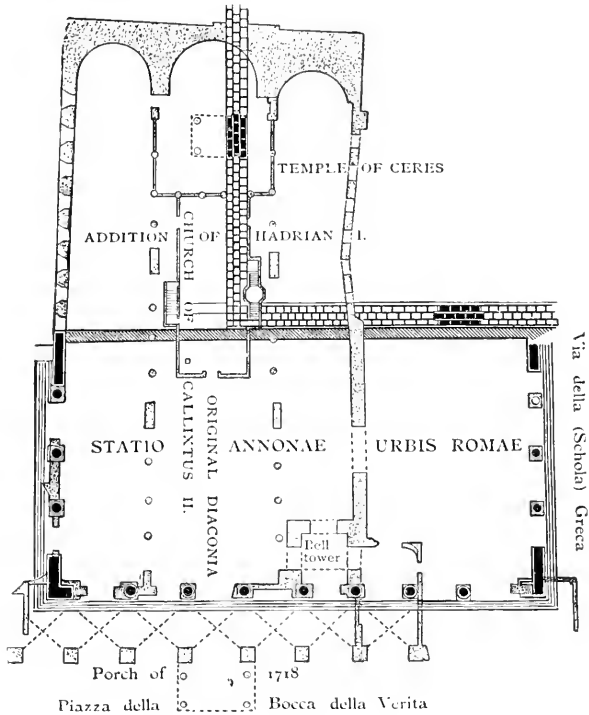 TEMPLE OF CERES
ADDITION OF HADRIAN I.
CHURCH OF CALLIXTUS II.
ORIGINAL DIACONIA
STATIO ANNONAE URBIS ROMAE
Via della (Schola) Greca
Bell
tower
Porch of 1718
Piazza della Bocca della Verita